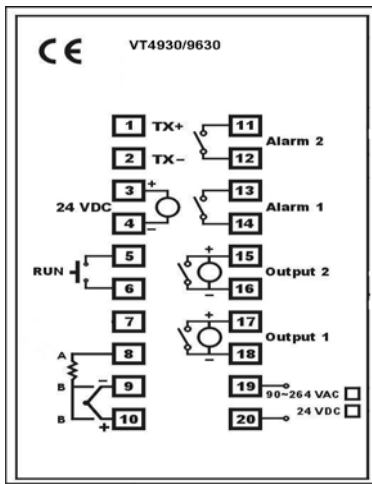 CE VT4930/9630
1 TX+ 11
Alarm 2
2 TX− 12
3 + 13
24 VDC Alarm 1
4 − 14
5 + 15
RUN Output 2
6 − 16
7 + 17
Output 1
A 8 − 18
B − 9 19
90~264 VAC
24 VDC
B + 10 20